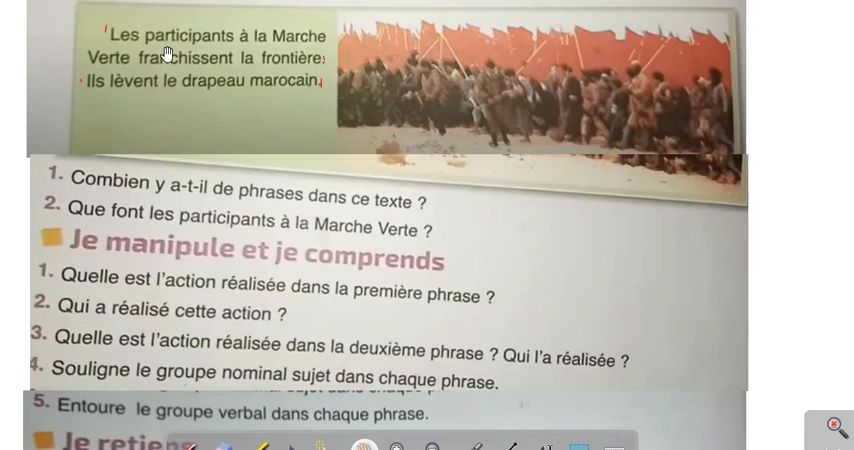 Les participants à la Marche
Verte franchissent la frontière.
Ils lèvent le drapeau marocain.
1. Combien y a-t-il de phrases dans ce texte ?
2. Que font les participants à la Marche Verte ?
Je manipule et je comprends
1. Quelle est l'action réalisée dans la première phrase ?
2. Qui a réalisé cette action ?
3. Quelle est l'action réalisée dans la deuxième phrase ? Qui l'a réalisée ?
4. Souligne le groupe nominal sujet dans chaque phrase.
5. Entoure le groupe verbal dans chaque phrase.
Je retiens